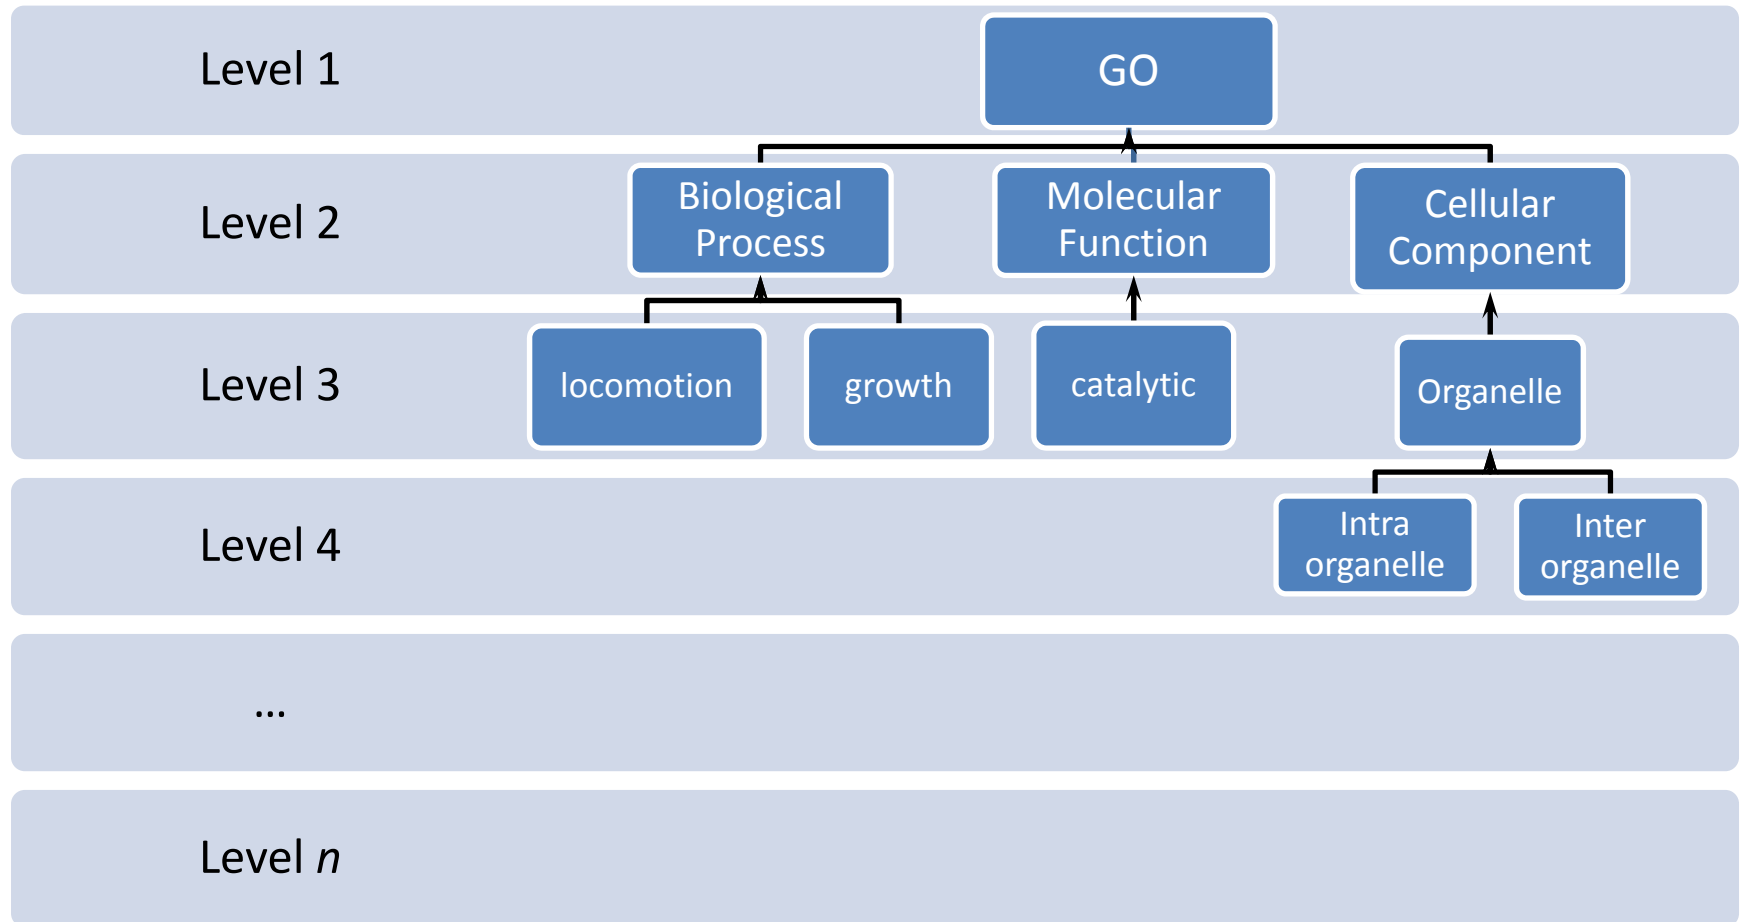 Level 1
GO
Level 2
Biological
Process
Molecular
Function
Cellular
Component
Level 3
locomotion
growth
catalytic
Organelle
Level 4
Intra
organelle
Inter
organelle
...
Level n